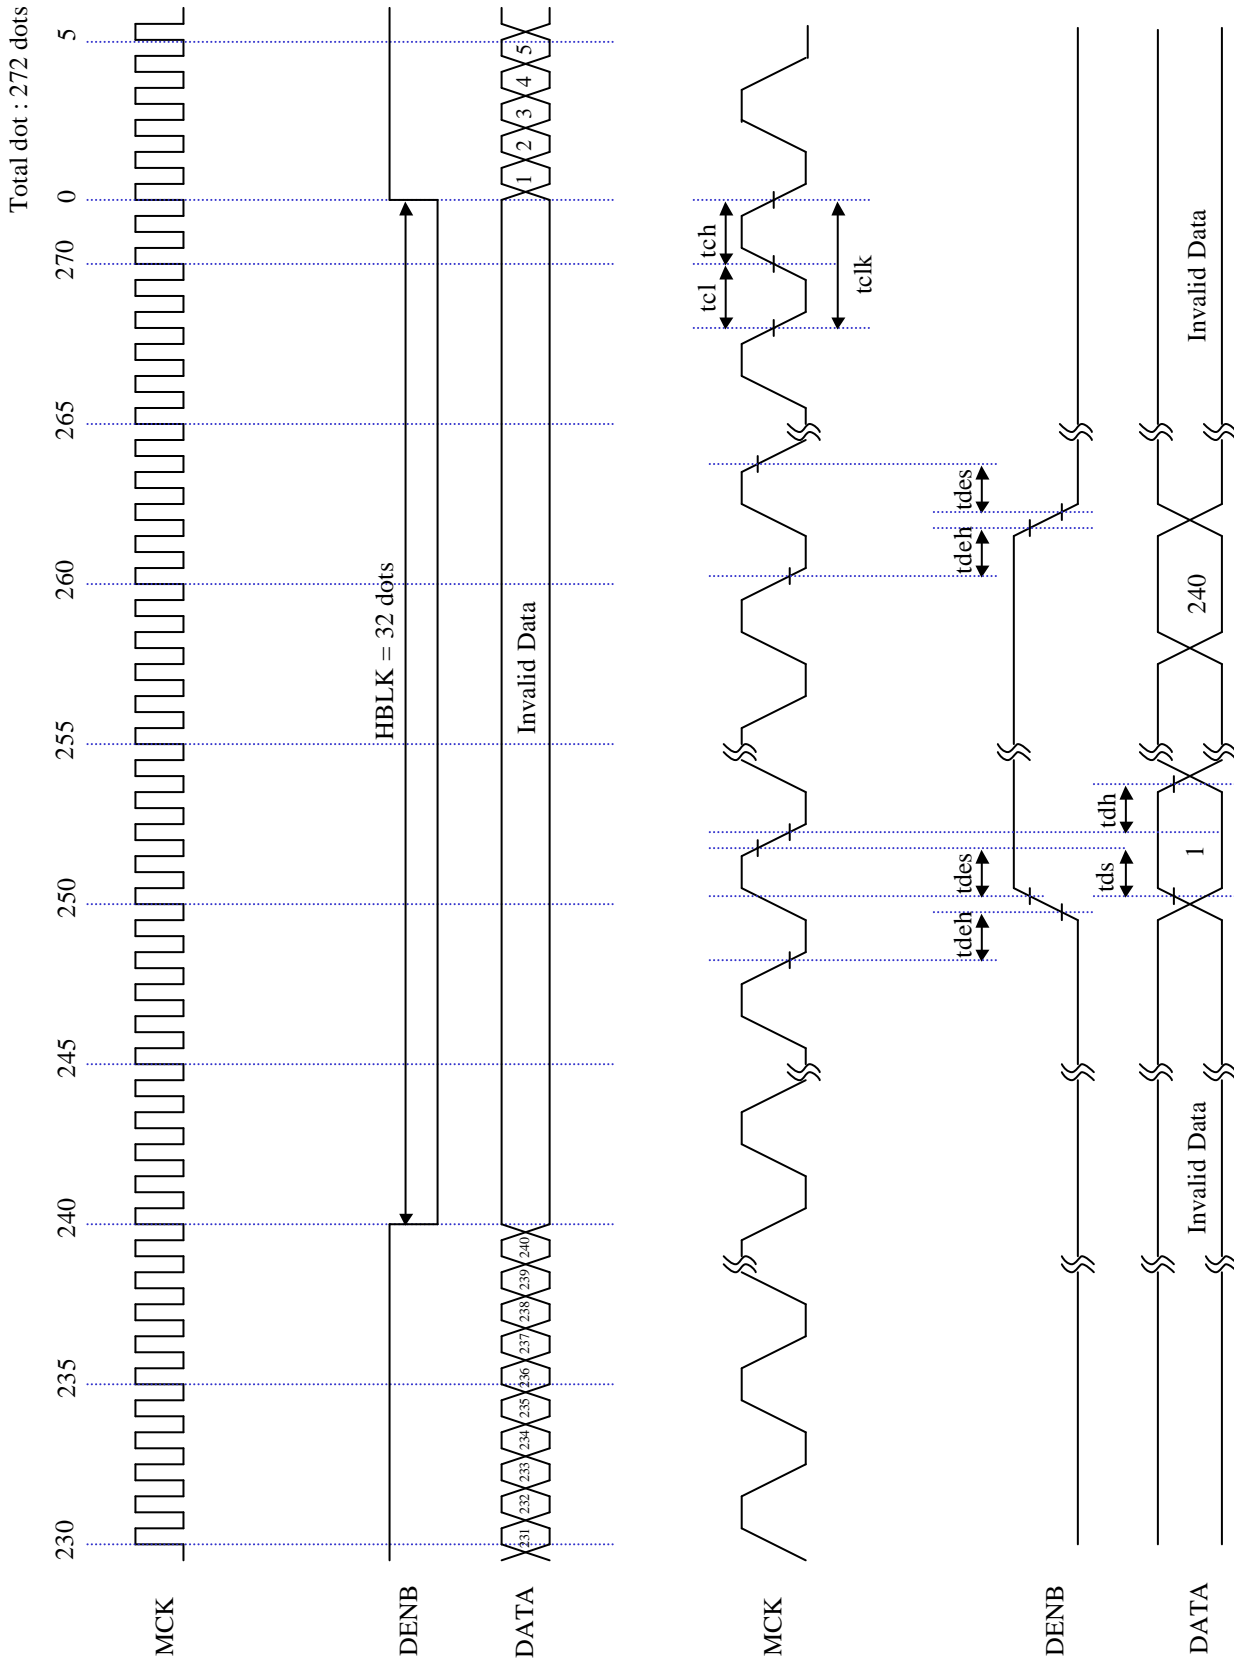 Total dot : 272 dots
230 235 240 245 250 255 260 265 270 0 5
MCK
DENB
HBLK = 32 dots
DATA
231 232 233 234 235 236 237 238 239 240 Invalid Data 1 2 3 4 5
tcl tch
MCK
tclk
tdeh tdes tdeh tdes
DENB
tds tdh
DATA
Invalid Data 1 240 Invalid Data